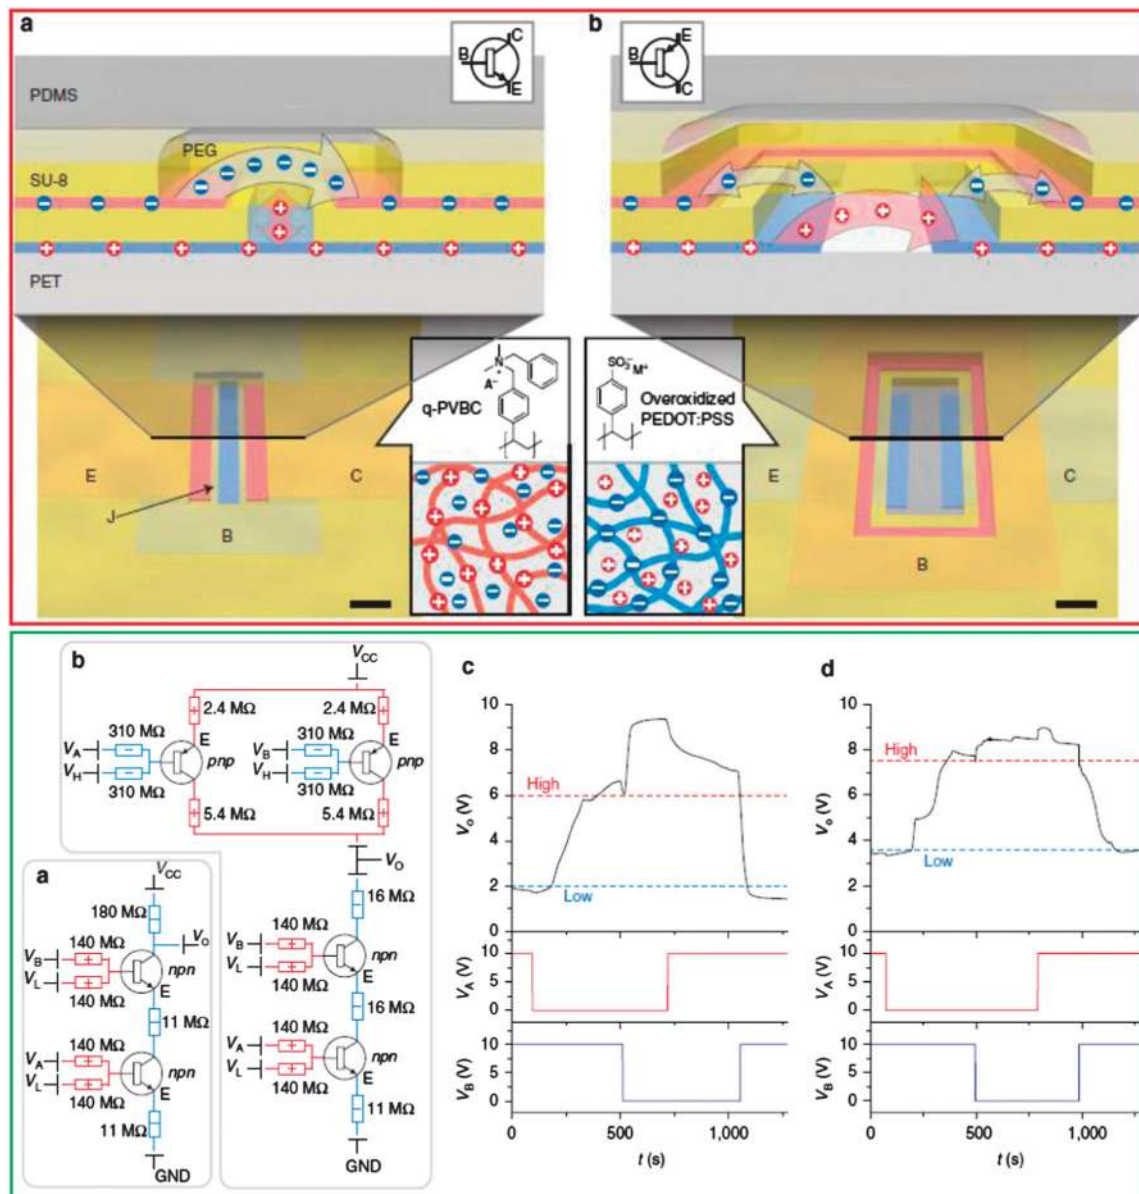 a
C
B
E
PDMS
PEG
SU-8
PET
E
C
J
B
b
E
B
C
E
C
B
N
+
A⁻
q-PVBC
SO₃⁻
M⁺
Overoxidized
PEDOT:PSS
b
V_CC
2.4 MΩ
2.4 MΩ
310 MΩ
310 MΩ
V_A
E
V_B
E
V_H
pnp
V_H
pnp
310 MΩ
310 MΩ
5.4 MΩ
5.4 MΩ
V_O
16 MΩ
140 MΩ
V_B
npn
V_L
E
140 MΩ
16 MΩ
140 MΩ
V_A
npn
V_L
E
140 MΩ
11 MΩ
GND
a
V_CC
180 MΩ
V_O
140 MΩ
V_B
npn
V_L
E
140 MΩ
11 MΩ
140 MΩ
V_A
npn
V_L
E
140 MΩ
11 MΩ
GND
c
10
8
6
4
2
0
V_o (V)
High
Low
10
5
0
V_A (V)
10
5
0
V_B (V)
0
500
1,000
t (s)
d
10
8
6
4
2
0
V_o (V)
High
Low
10
5
0
V_A (V)
10
5
0
V_B (V)
0
500
1,000
t (s)